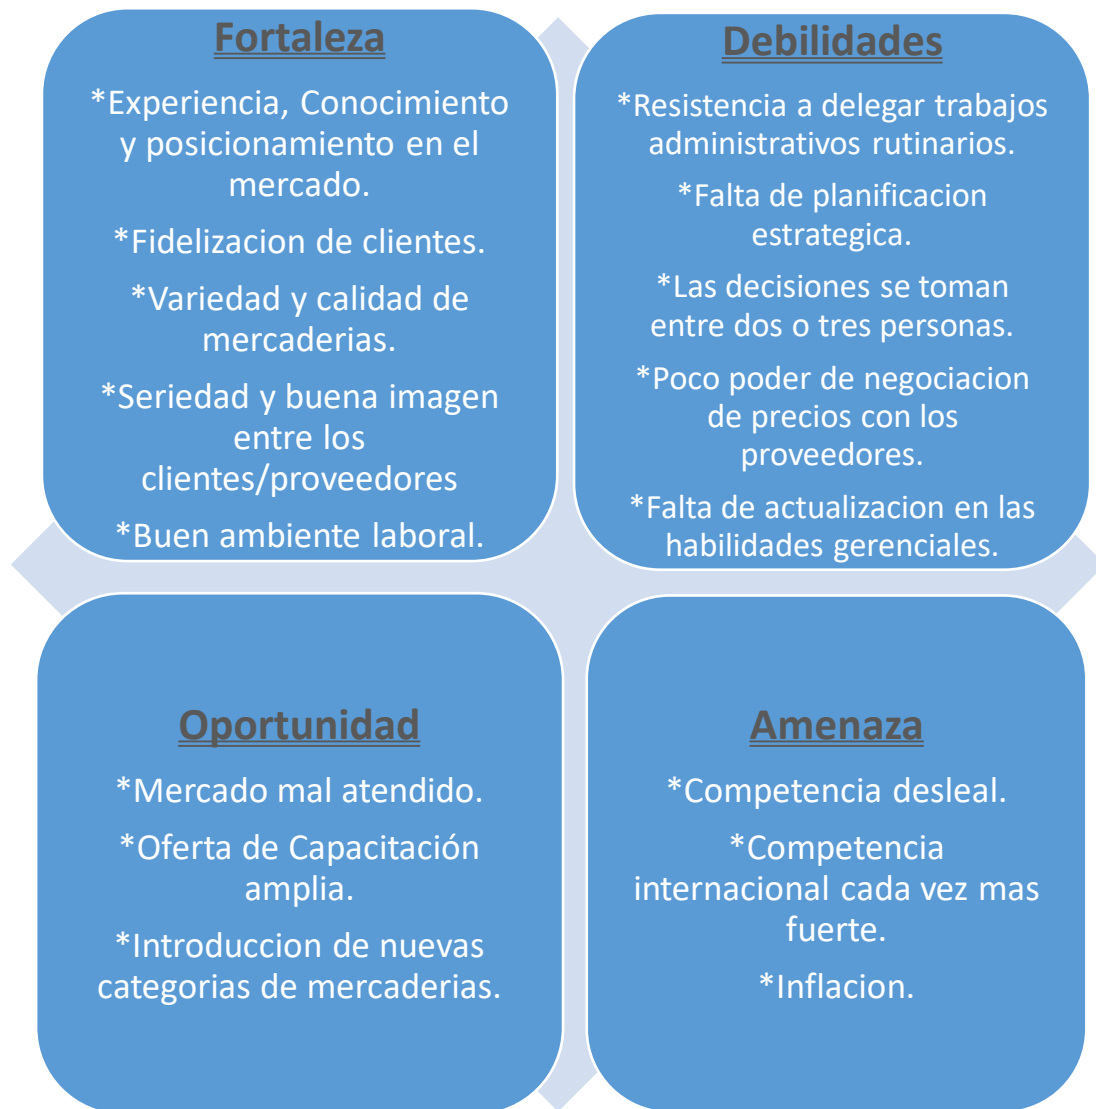 Fortaleza
*Experiencia, Conocimiento
y posicionamiento en el
mercado.
*Fidelizacion de clientes.
*Variedad y calidad de
mercaderias.
*Seriedad y buena imagen
entre los
clientes/proveedores
*Buen ambiente laboral.
Debilidades
*Resistencia a delegar trabajos
administrativos rutinarios.
*Falta de planificacion
estrategica.
*Las decisiones se toman
entre dos o tres personas.
*Poco poder de negociacion
de precios con los
proveedores.
*Falta de actualizacion en las
habilidades gerenciales.
Oportunidad
*Mercado mal atendido.
*Oferta de Capacitación
amplia.
*Introduccion de nuevas
categorias de mercaderias.
Amenaza
*Competencia desleal.
*Competencia
internacional cada vez mas
fuerte.
*Inflacion.